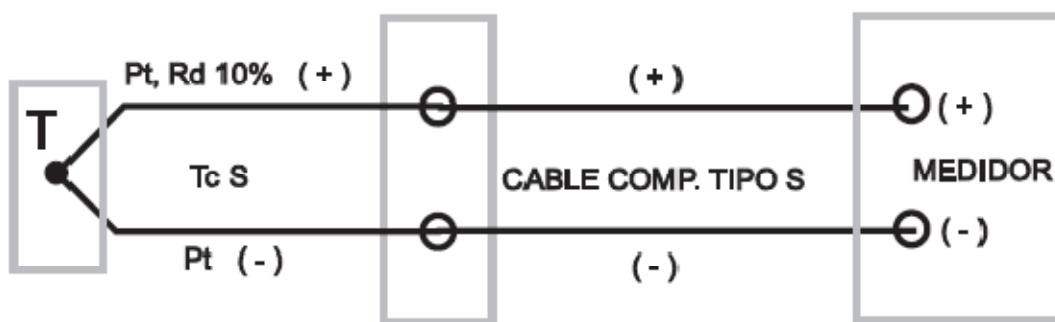 Pt, Rd 10% (+)
(+)
(+)
T
Tc S
CABLE COMP. TIPO S
MEDIDOR
Pt (-)
(-)
(-)